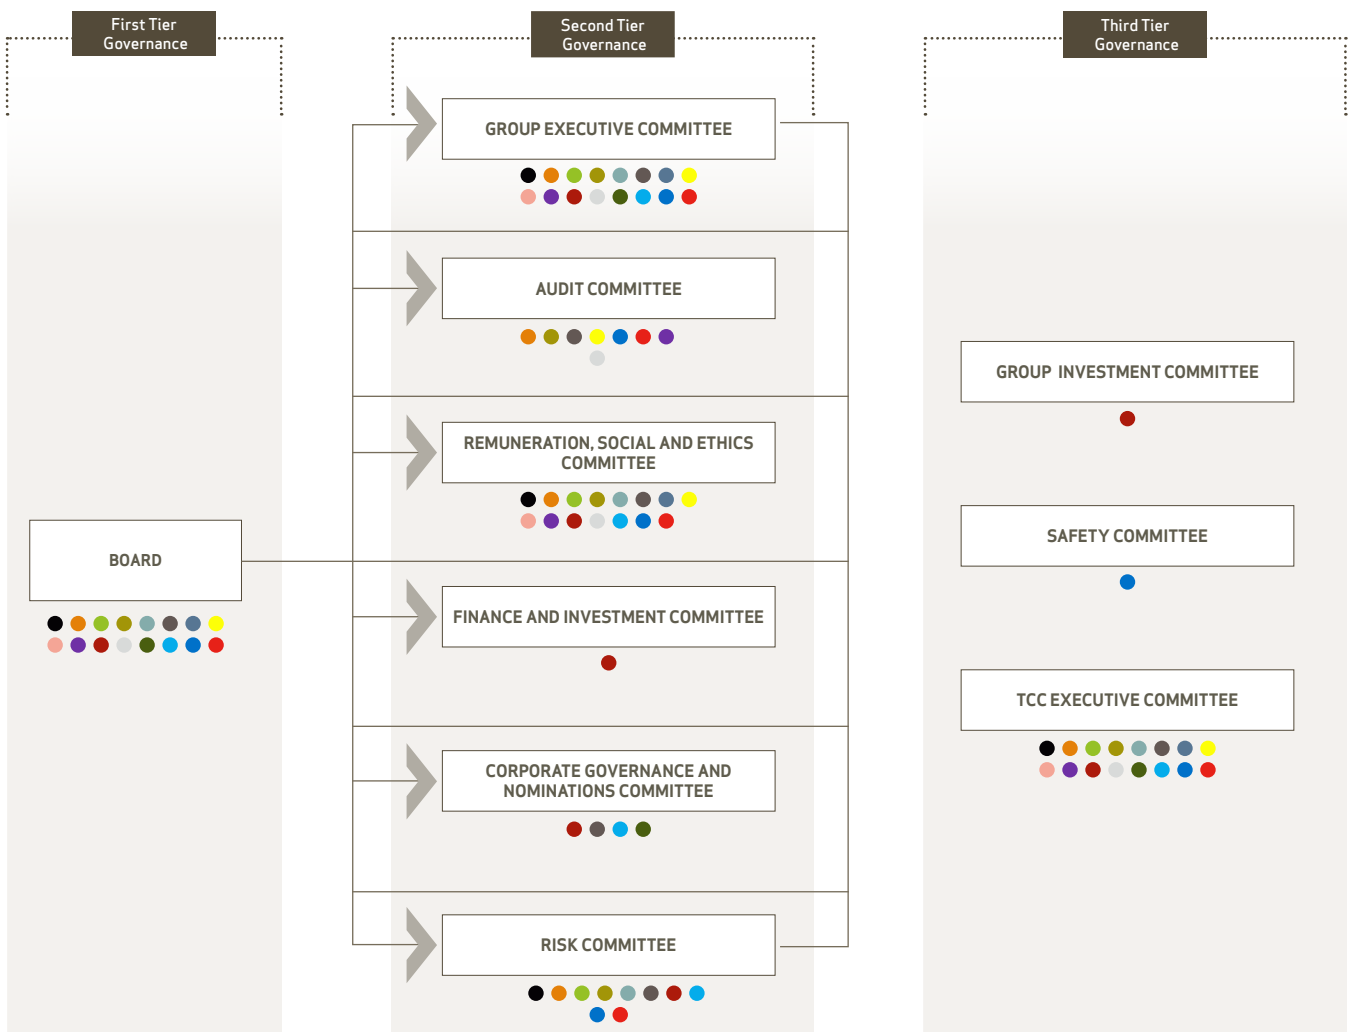 First Tier
Governance
Second Tier
Governance
Third Tier
Governance
GROUP EXECUTIVE COMMITTEE
AUDIT COMMITTEE
GROUP INVESTMENT COMMITTEE
REMUNERATION, SOCIAL AND ETHICS
COMMITTEE
SAFETY COMMITTEE
BOARD
FINANCE AND INVESTMENT COMMITTEE
TCC EXECUTIVE COMMITTEE
CORPORATE GOVERNANCE AND
NOMINATIONS COMMITTEE
RISK COMMITTEE